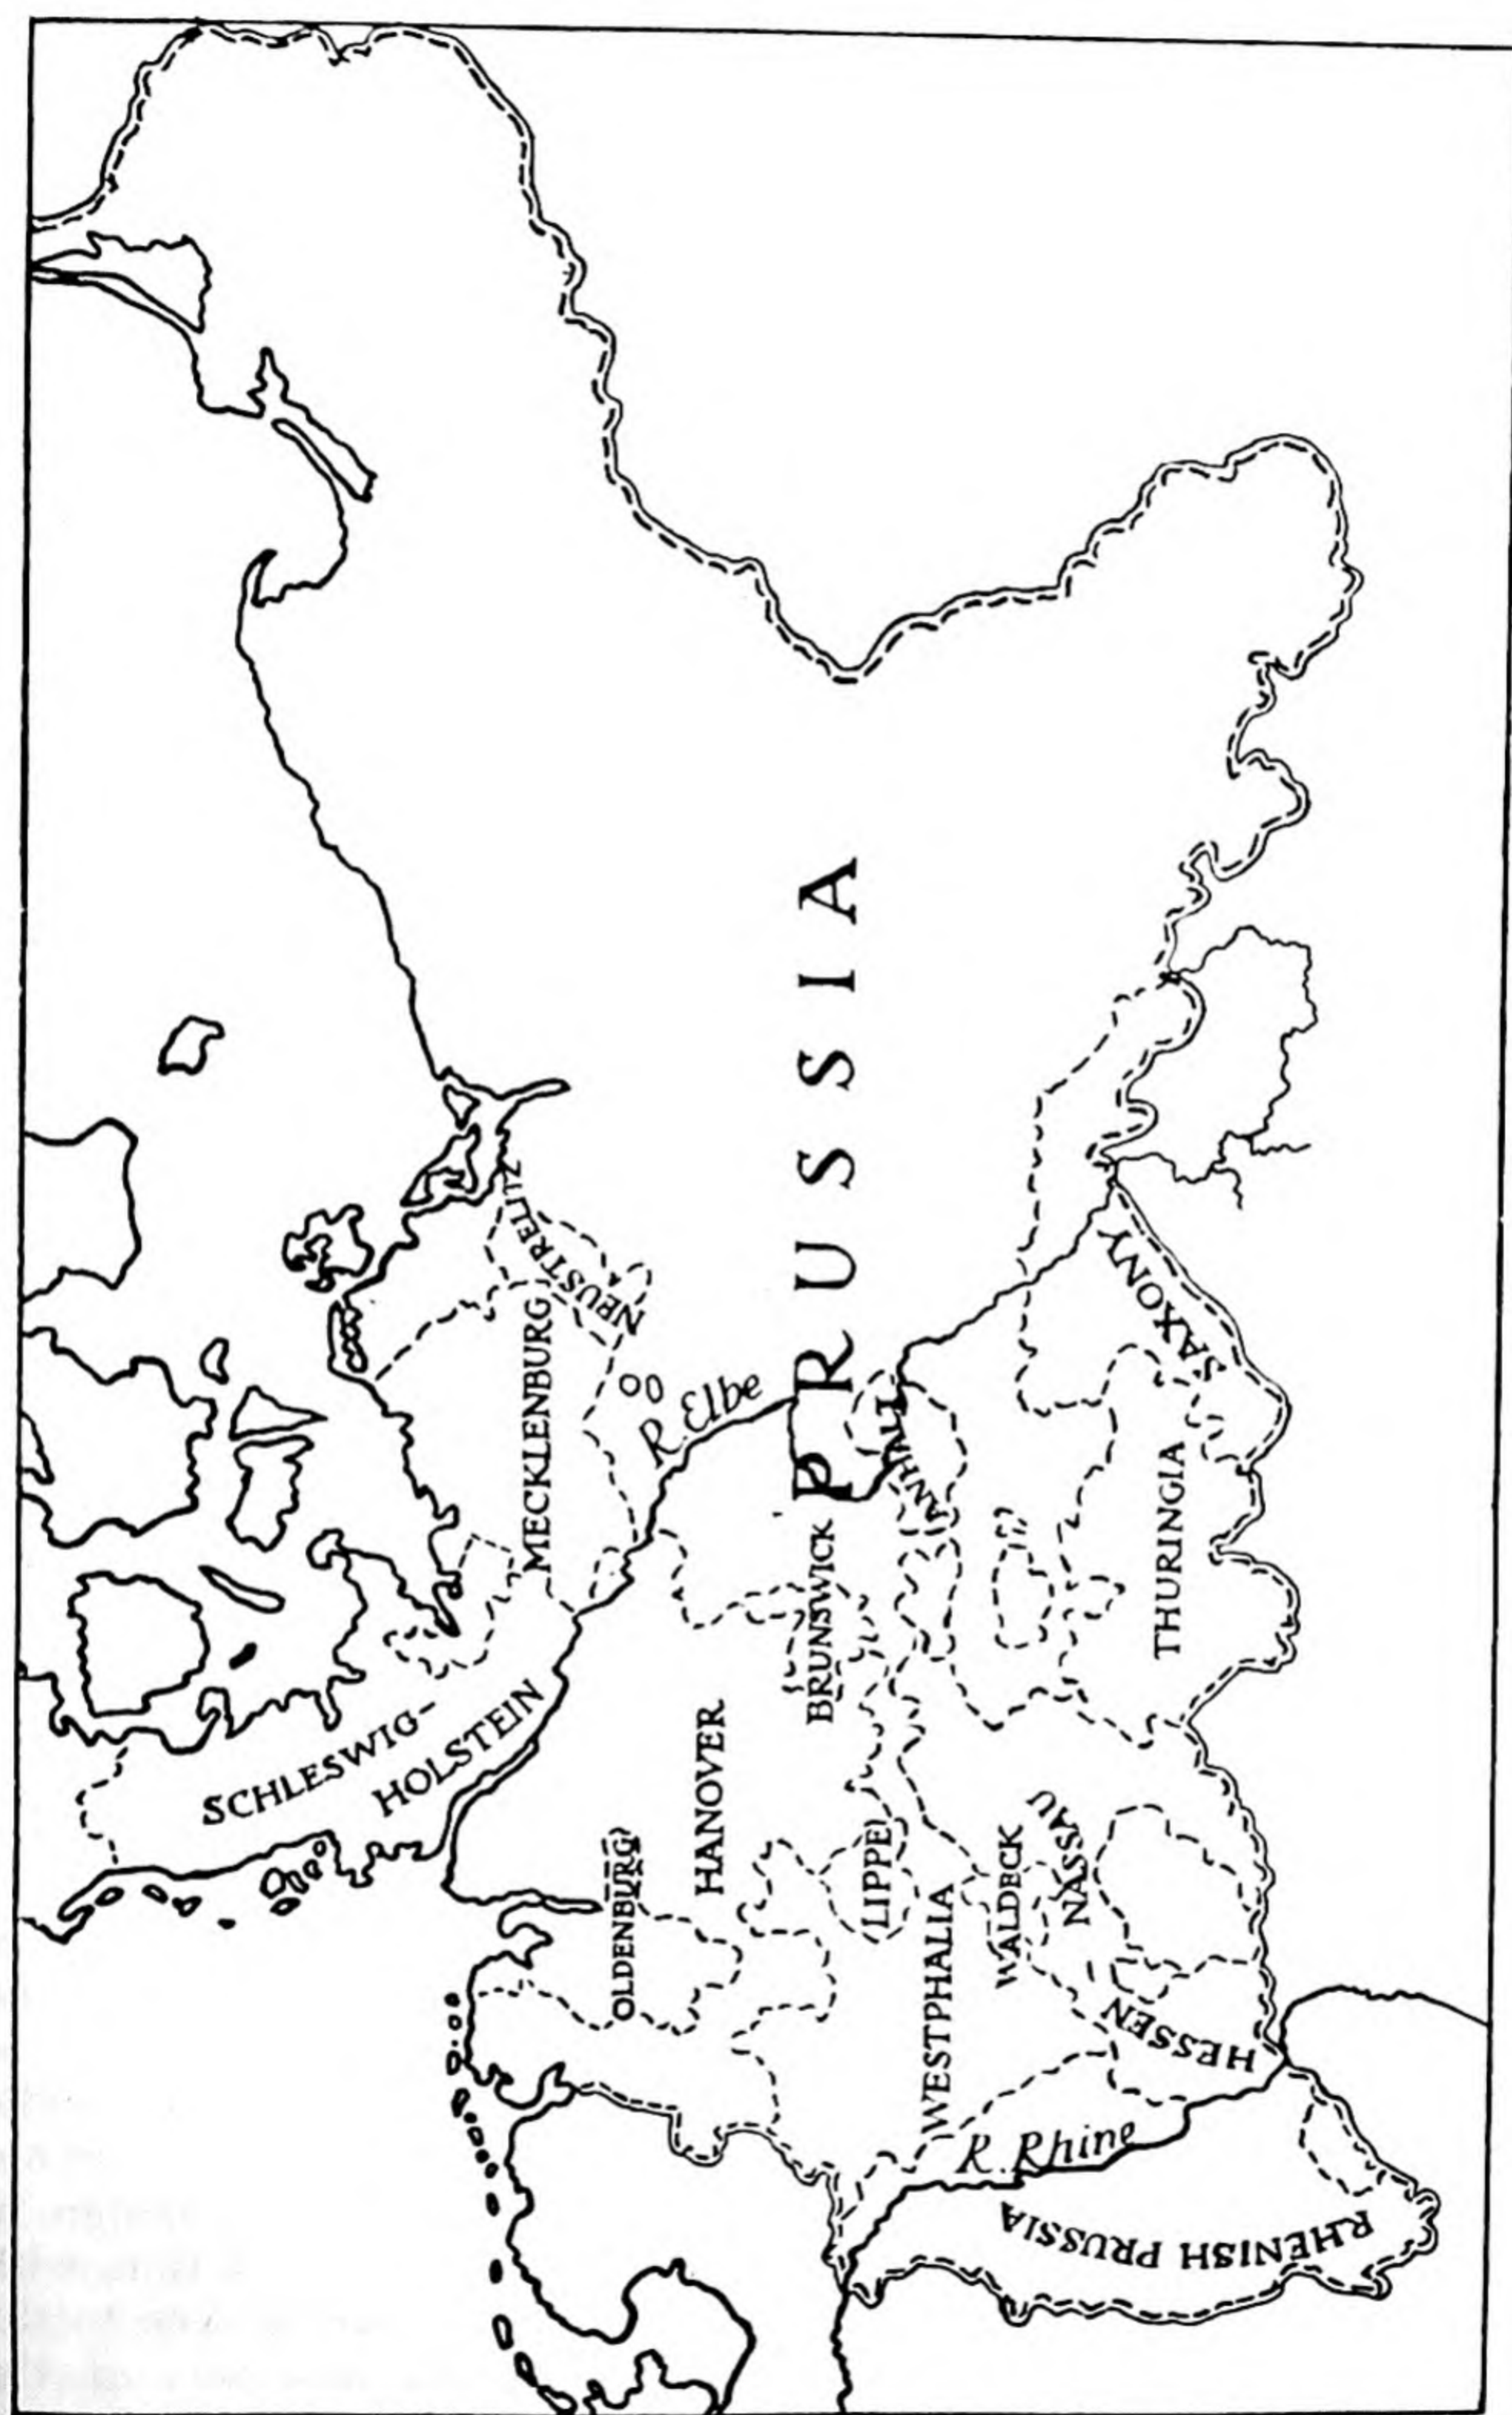 SCHLESWIG-
HOLSTEIN
MECKLENBURG
NEUSTRELITZ
R. Elbe
PRUSSIA
OLDENBURG
HANOVER
BRUNSWICK
ANHALT
LIPPE
WESTPHALIA
WALDECK
NASSAU
HESSEN
THURINGIA
SAXONY
R. Rhine
RHENISH PRUSSIA